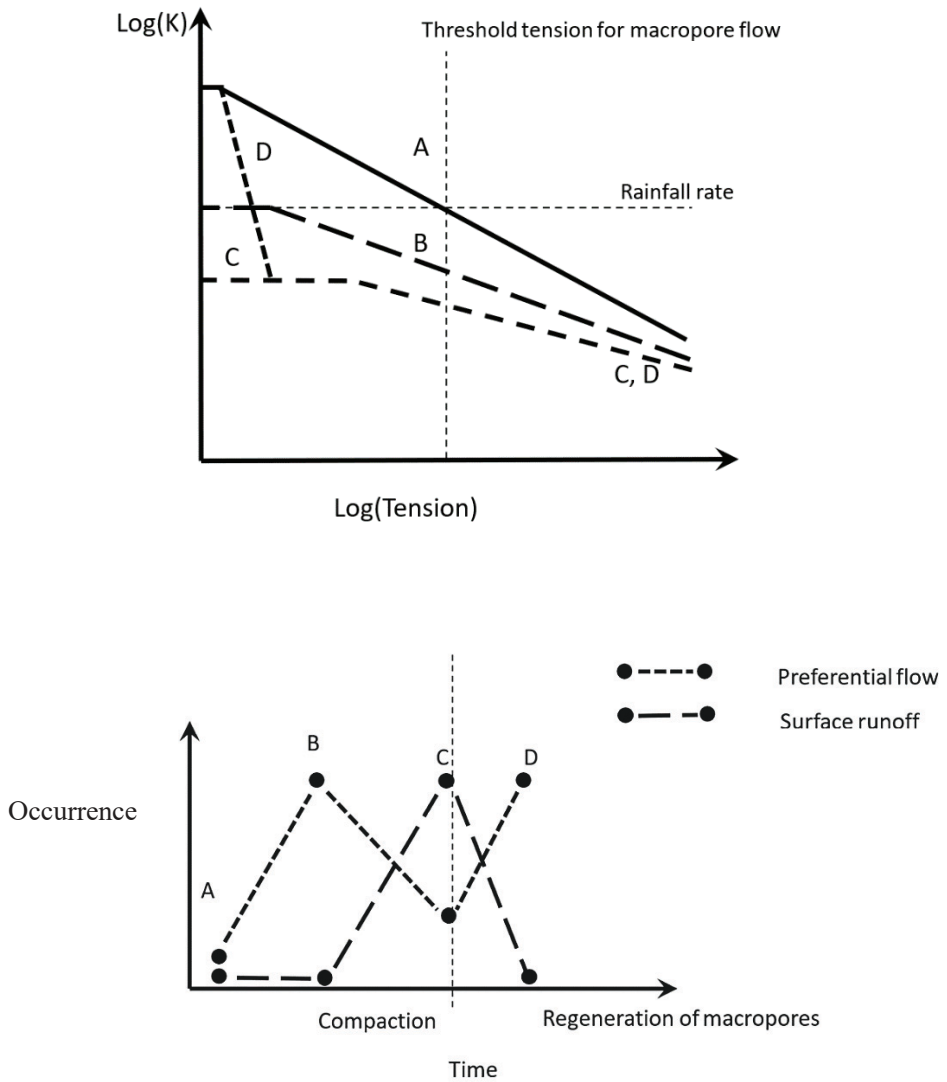 Log(K)
Threshold tension for macropore flow
A
D
Rainfall rate
B
C
C, D
Log(Tension)
Preferential flow
Surface runoff
B
C
D
Occurrence
A
Compaction
Regeneration of macropores
Time